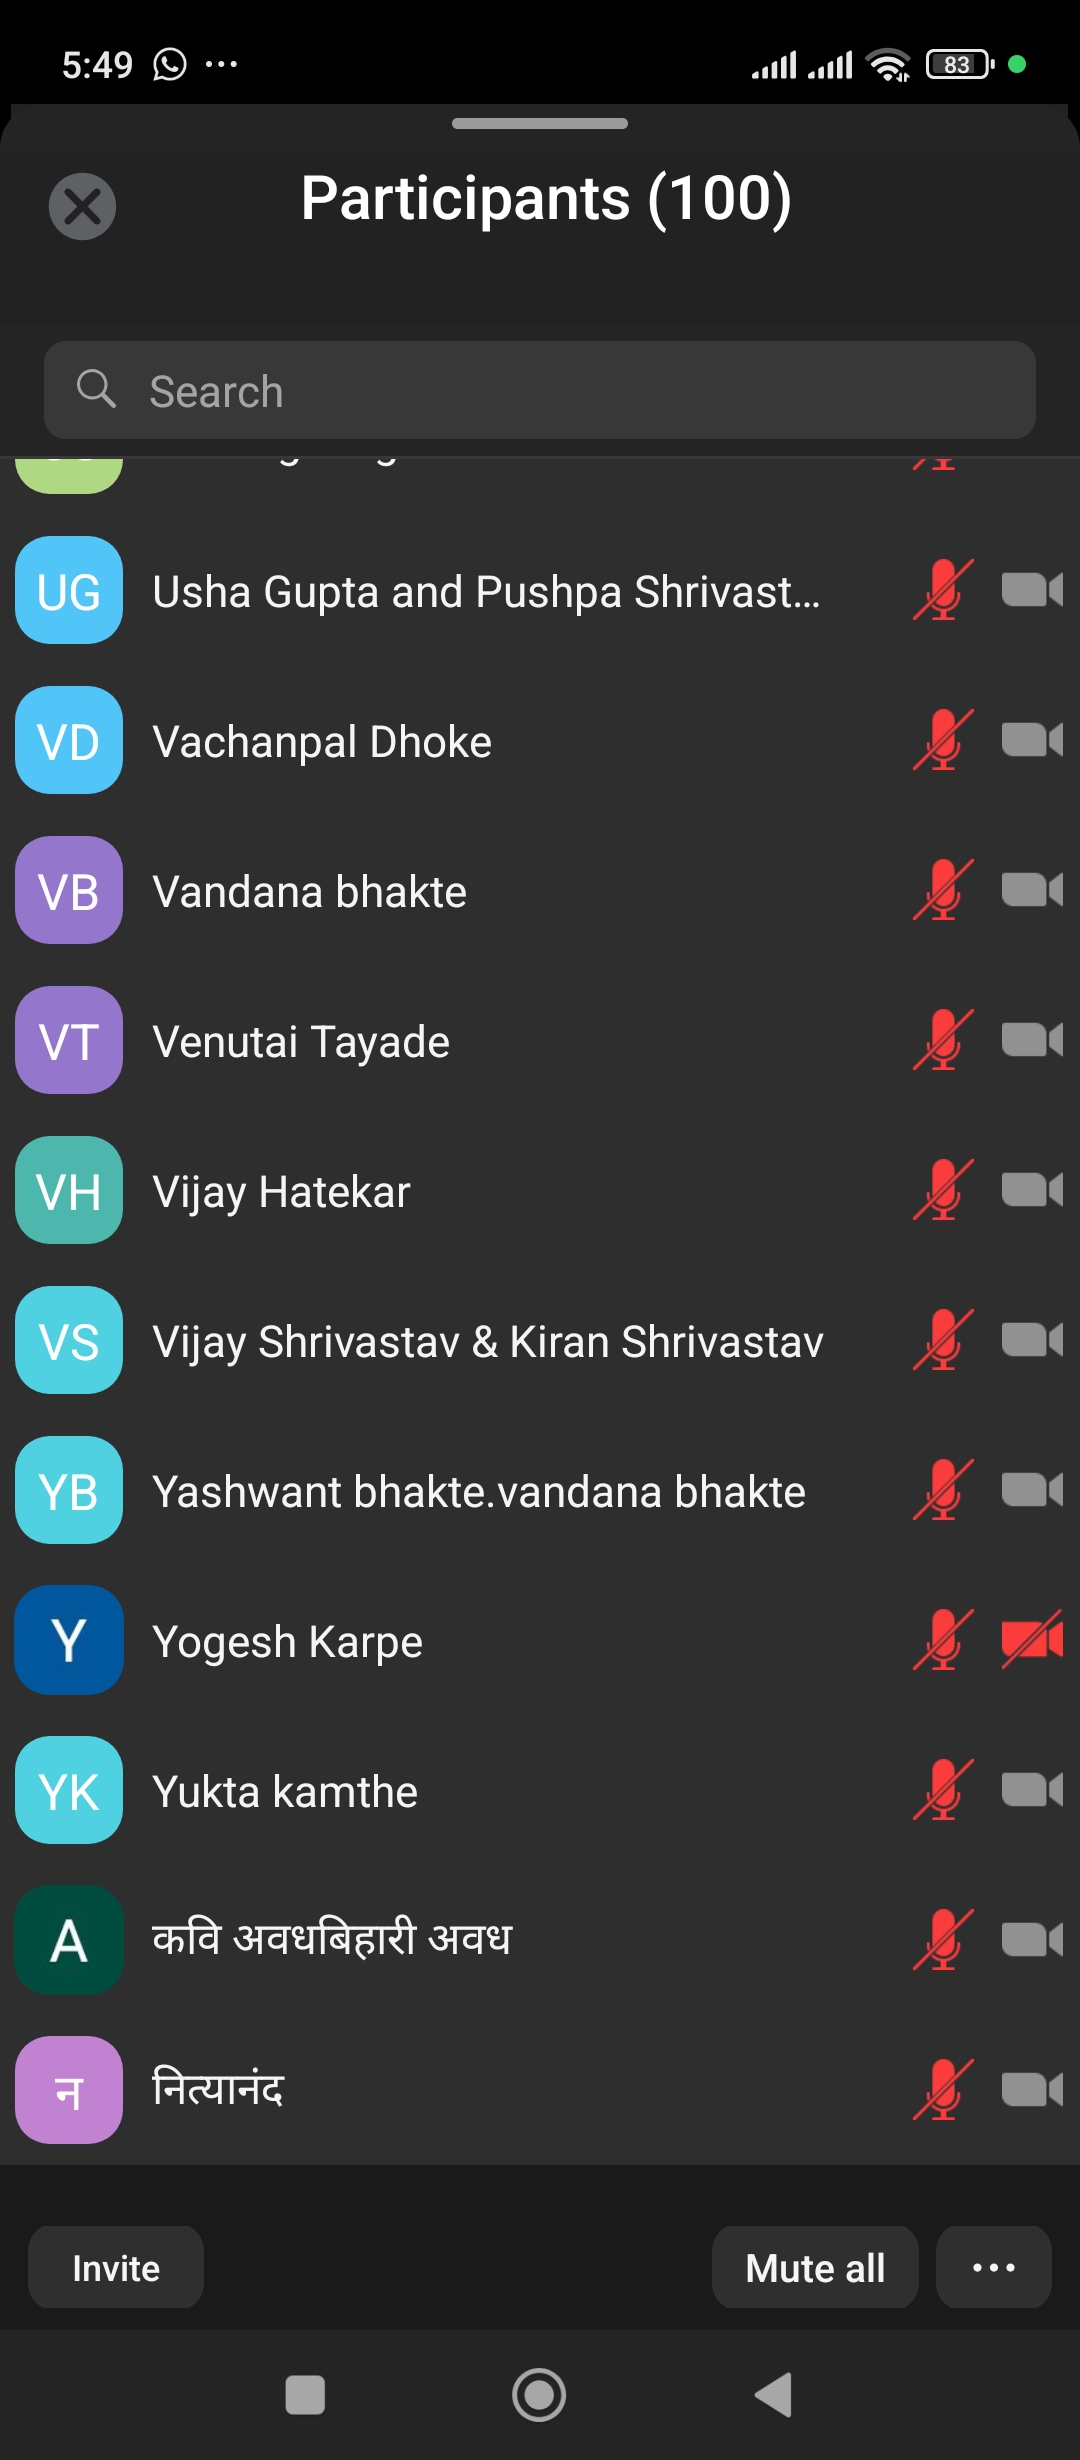 5:49
83
Participants (100)
Search
UG Usha Gupta and Pushpa Shrivast...
VD Vachanpal Dhoke
VB Vandana bhakte
VT Venutai Tayade
VH Vijay Hatekar
VS Vijay Shrivastav & Kiran Shrivastav
YB Yashwant bhakte.vandana bhakte
Y Yogesh Karpe
YK Yukta kamthe
A कवि अवधबिहारी अवध
न नित्यानंद
Invite
Mute all